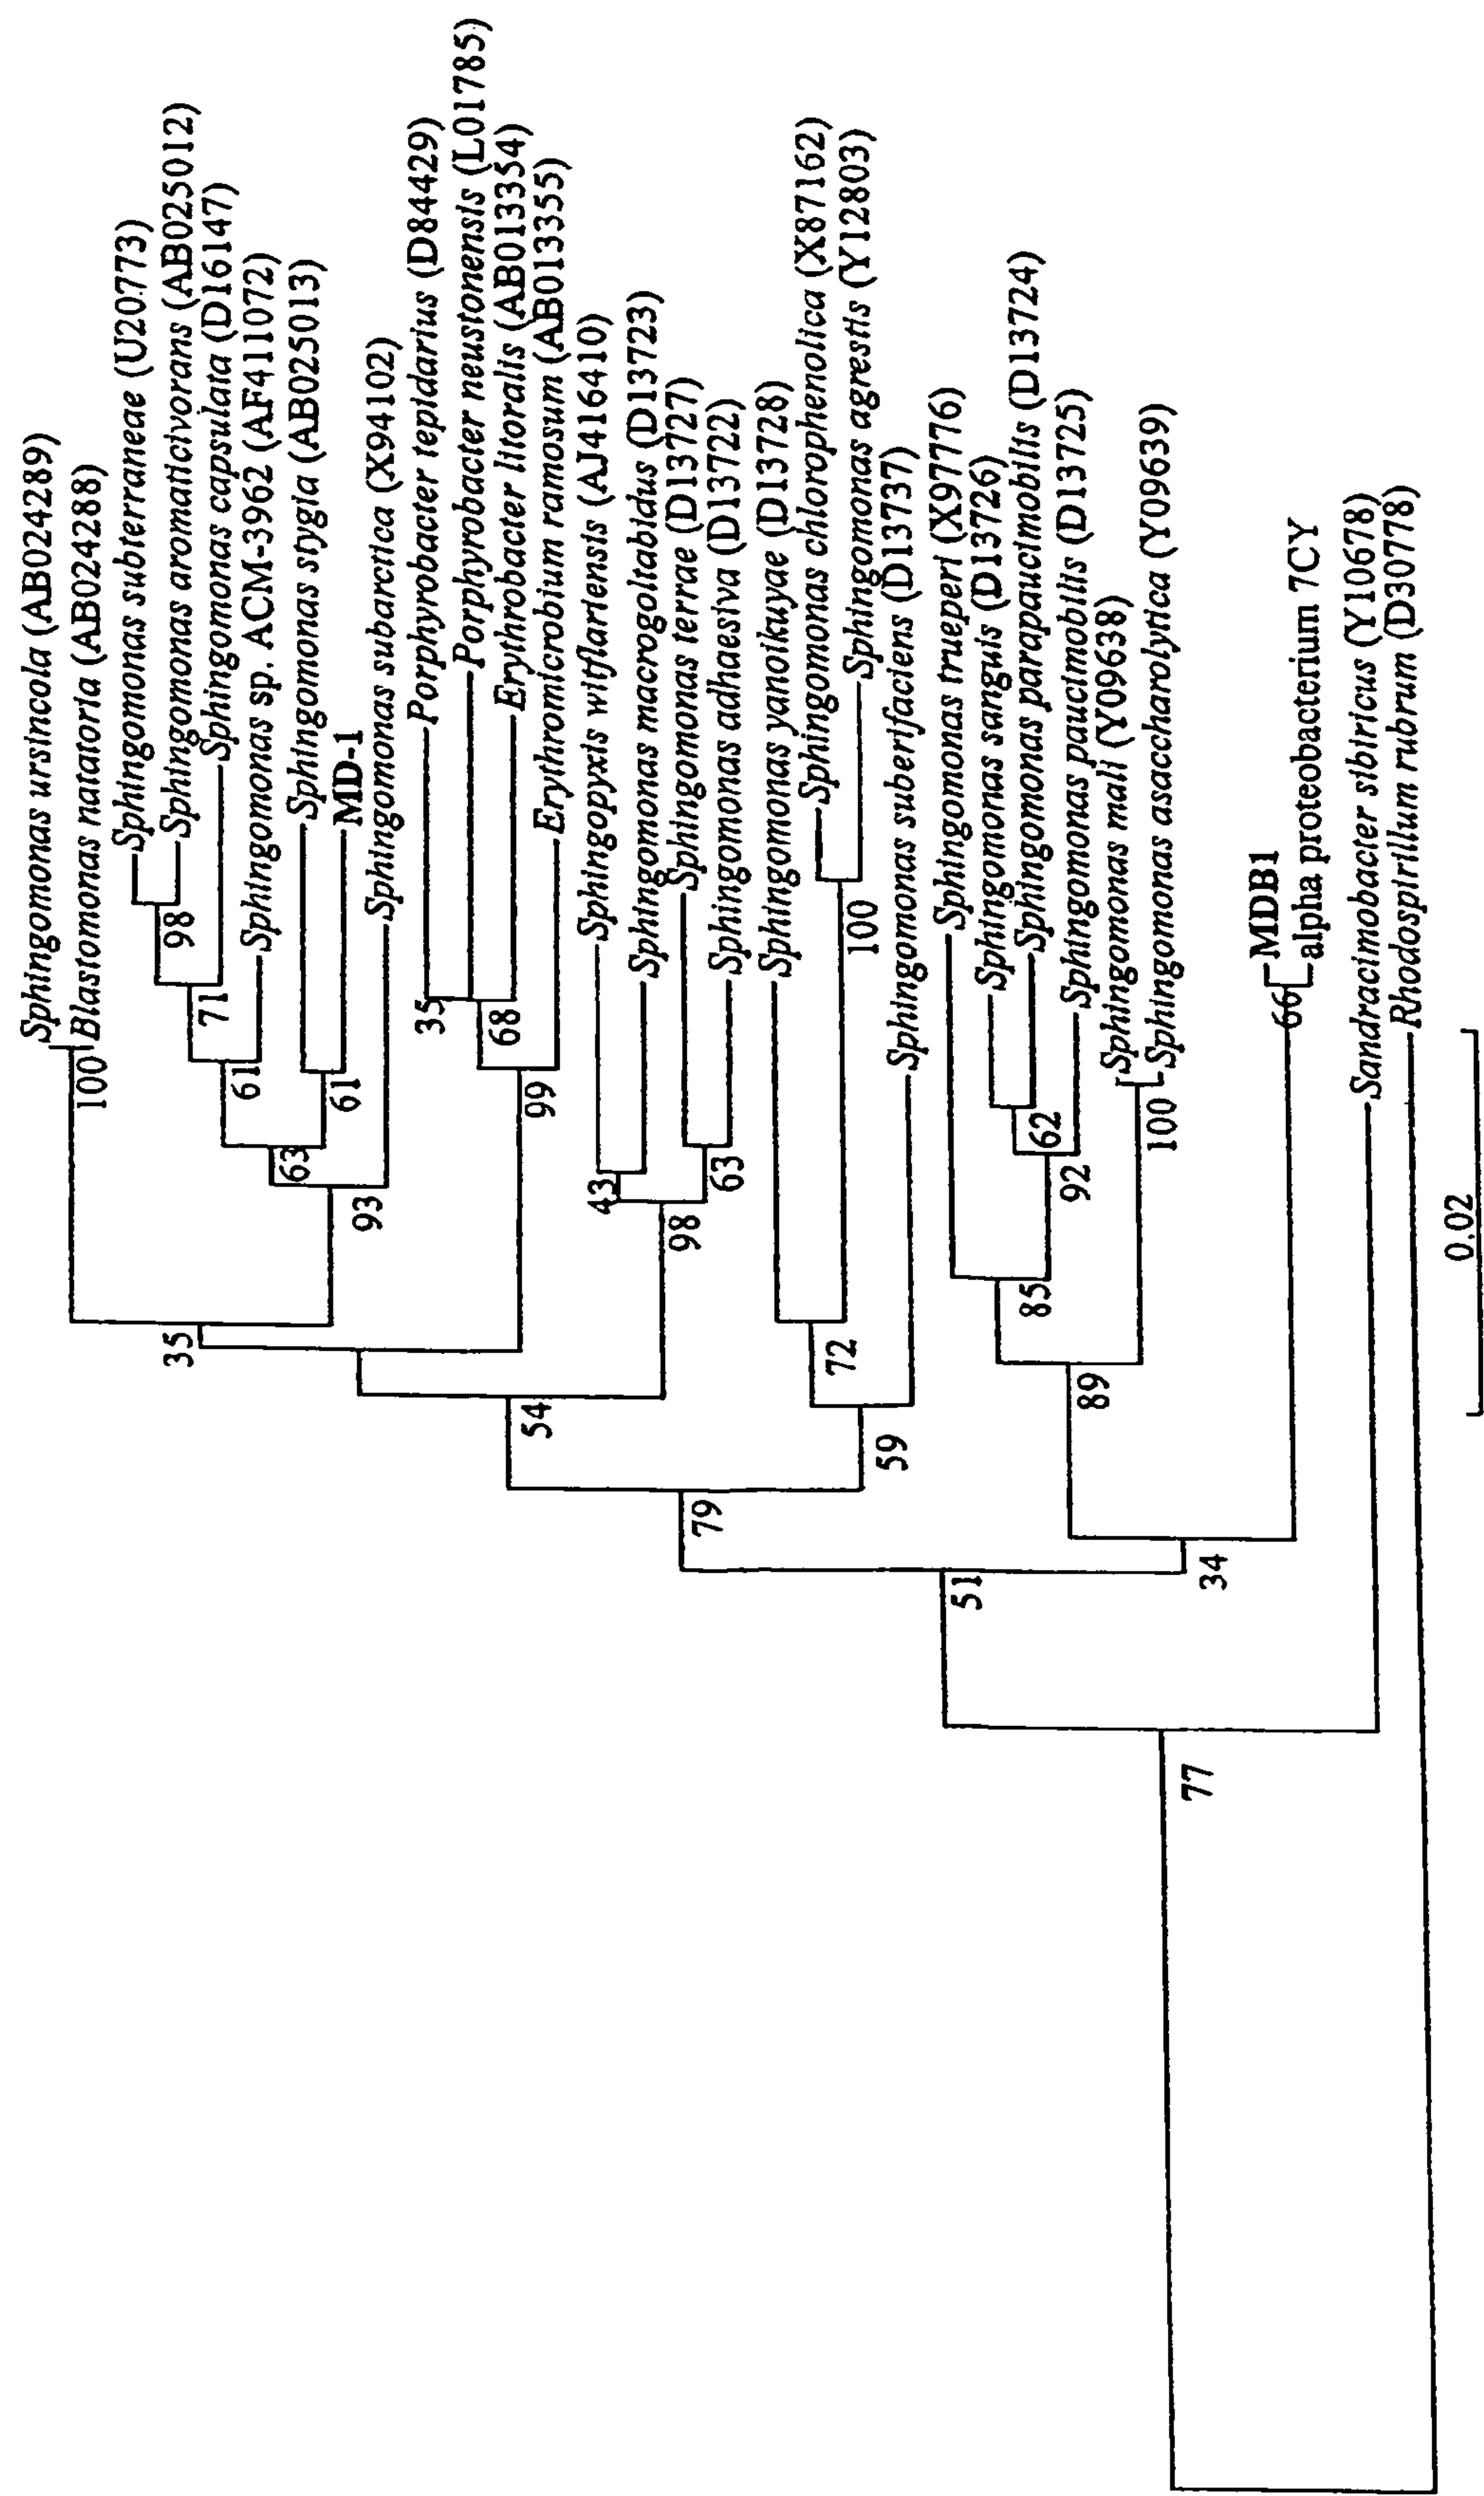 Sphingomonas ursincola (AB024289)
Blastomonas natatoria (AB024288)
100
Sphingomonas subterraneae (U20773)
Sphingomonas aromaticivorans (AB025012)
98
Sphingomonas capsulata (D16147)
71
Sphingomonas sp. ACM-3962 (AF411072)
61
Sphingomonas stygia (AB025013)
MD-1
61
63
Sphingomonas subarctica (X94102)
93
35
Porphyrobacter tepidarius (D84429)
35
Porphyrobacter neustonensis (L01785)
Erythrobacter litoralis (AB013354)
68
Erythromicrobium ramosum (AB013355)
99
Sphingopyxis witflariensis (AJ416410)
43
Sphingomonas macrogoltabidus (D13723)
Sphingomonas terrae (D13727)
98
Sphingomonas adhaesiva (D13722)
63
54
Sphingomonas yanoikuyae (D13728)
Sphingomonas chlorophenolica (X87162)
Sphingomonas agrestis (Y12803)
100
72
Sphingomonas suberifaciens (D13737)
59
79
Sphingomonas trueperi (X97776)
Sphingomonas sanguis (D13726)
Sphingomonas parapaucimobilis (D13724)
62
Sphingomonas paucimobilis (D13725)
92
85
Sphingomonas mali (Y09638)
Sphingomonas asaccharolytica (Y09639)
100
89
51
34
MDB1
66
alpha proteobacterium 7CY
Sandracimobacter sibiricus (Y10678)
77
Rhodospirillum rubrum (D30778)
0.02